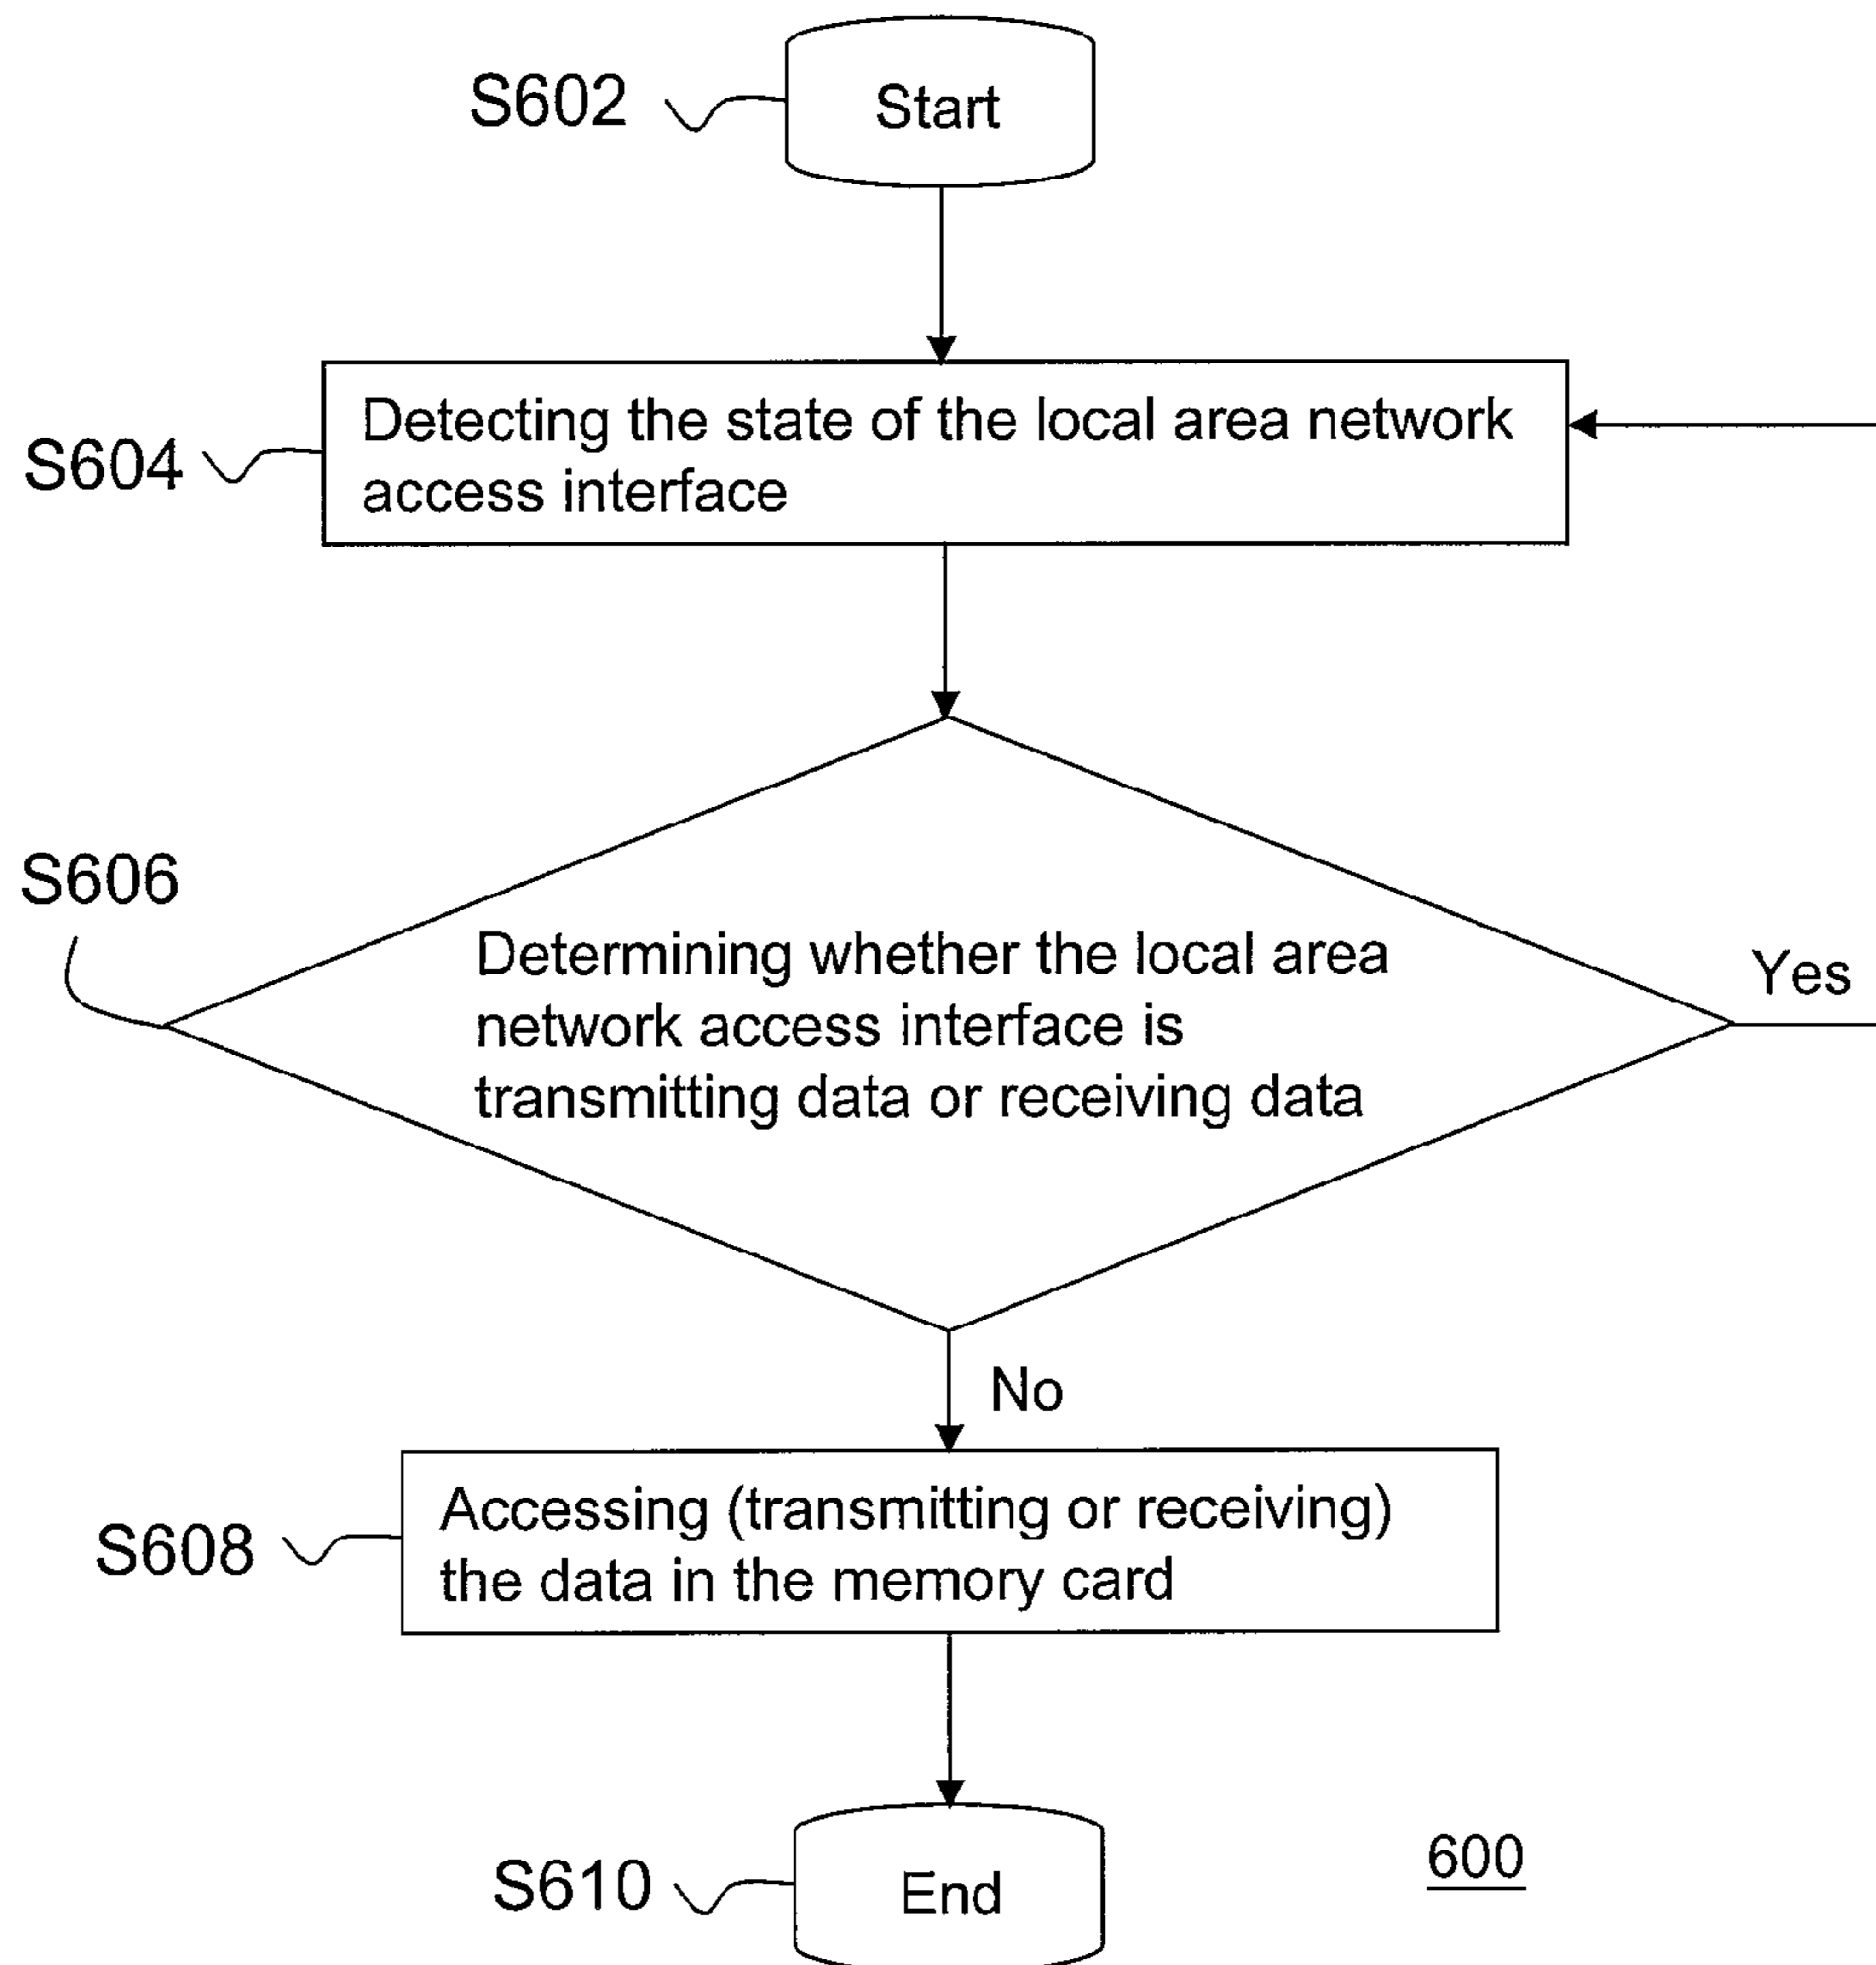 S602
Start
S604
Detecting the state of the local area network
access interface
S606
Determining whether the local area
network access interface is
transmitting data or receiving data
Yes
No
S608
Accessing (transmitting or receiving)
the data in the memory card
S610
End
600